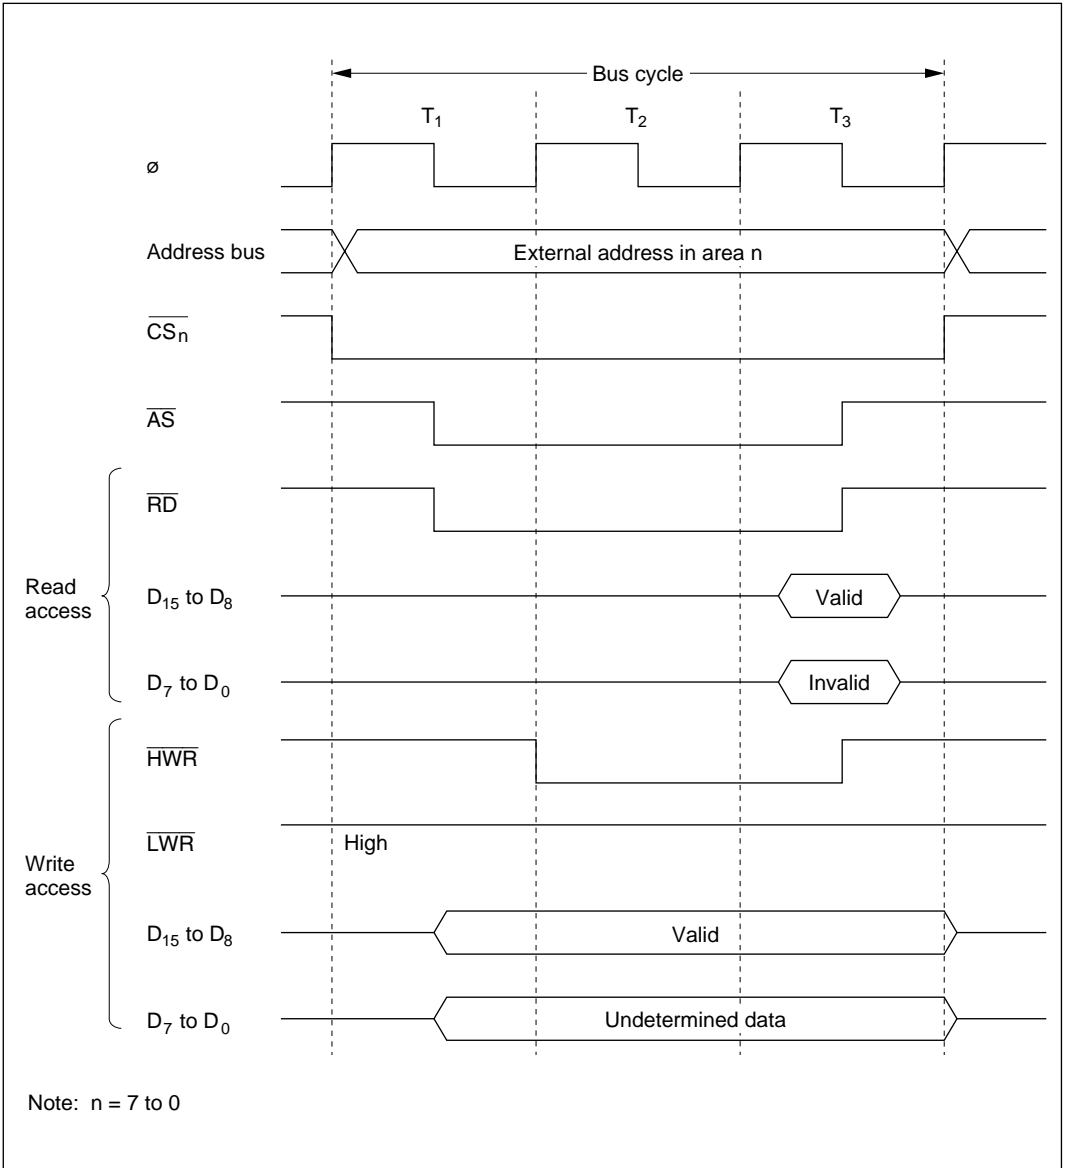 Bus cycle
T1 T2 T3
ø
Address bus External address in area n
CSn
AS
RD
Read
access
D15 to D8 Valid
D7 to D0 Invalid
HWR
LWR High
Write
access
D15 to D8 Valid
D7 to D0 Undetermined data
Note: n = 7 to 0